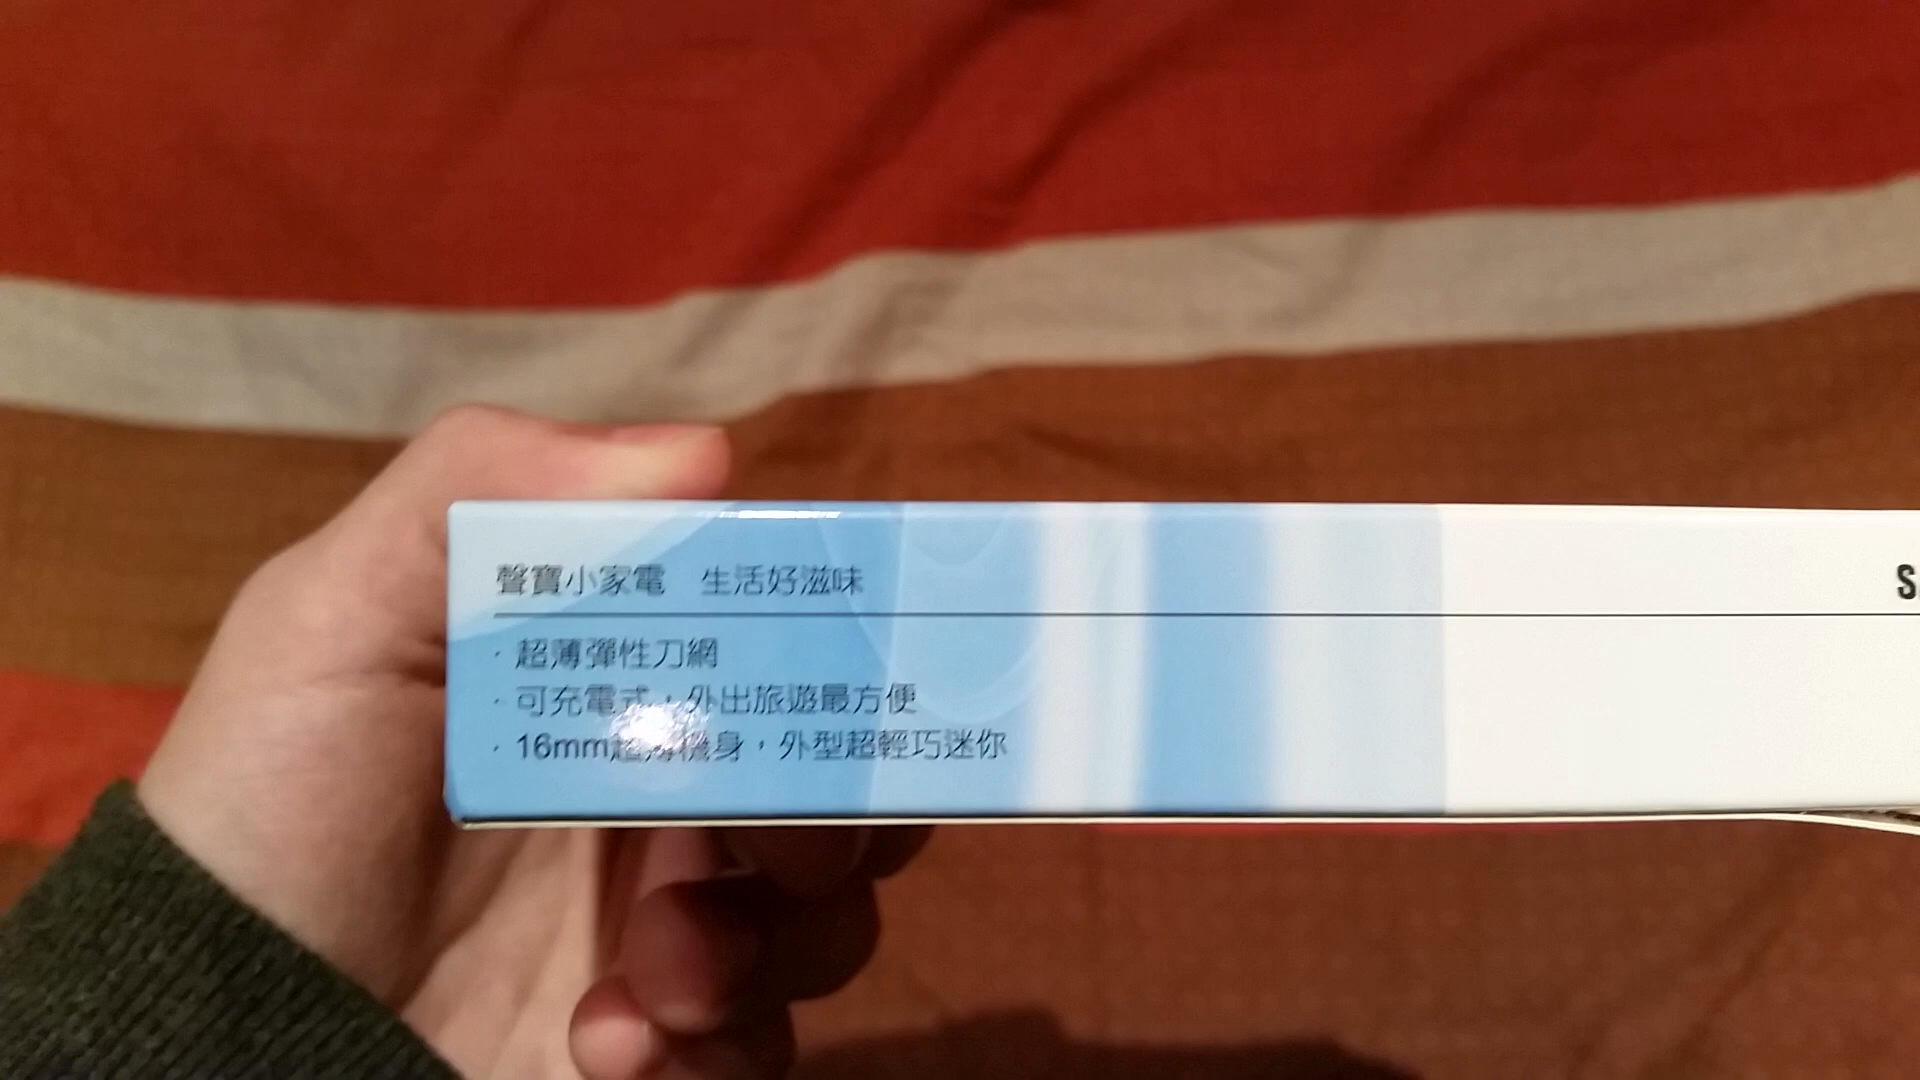 聲寶小家電　生活好滋味
S
· 超薄彈性刀網
· 可充電式，外出旅遊最方便
· 16mm超薄機身，外型超輕巧迷你